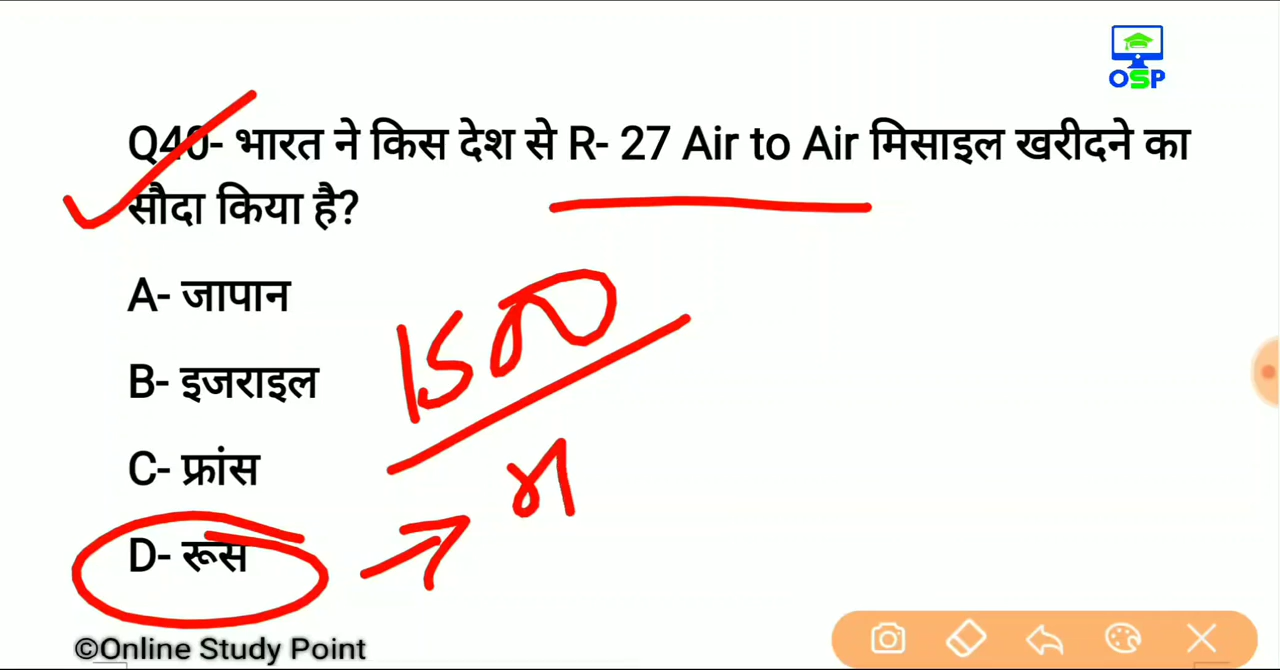 OSP
Q40- भारत ने किस देश से R- 27 Air to Air मिसाइल खरीदने का
सौदा किया है?
A- जापान
1500
B- इजराइल
C- फ्रांस
D- रूस
©Online Study Point